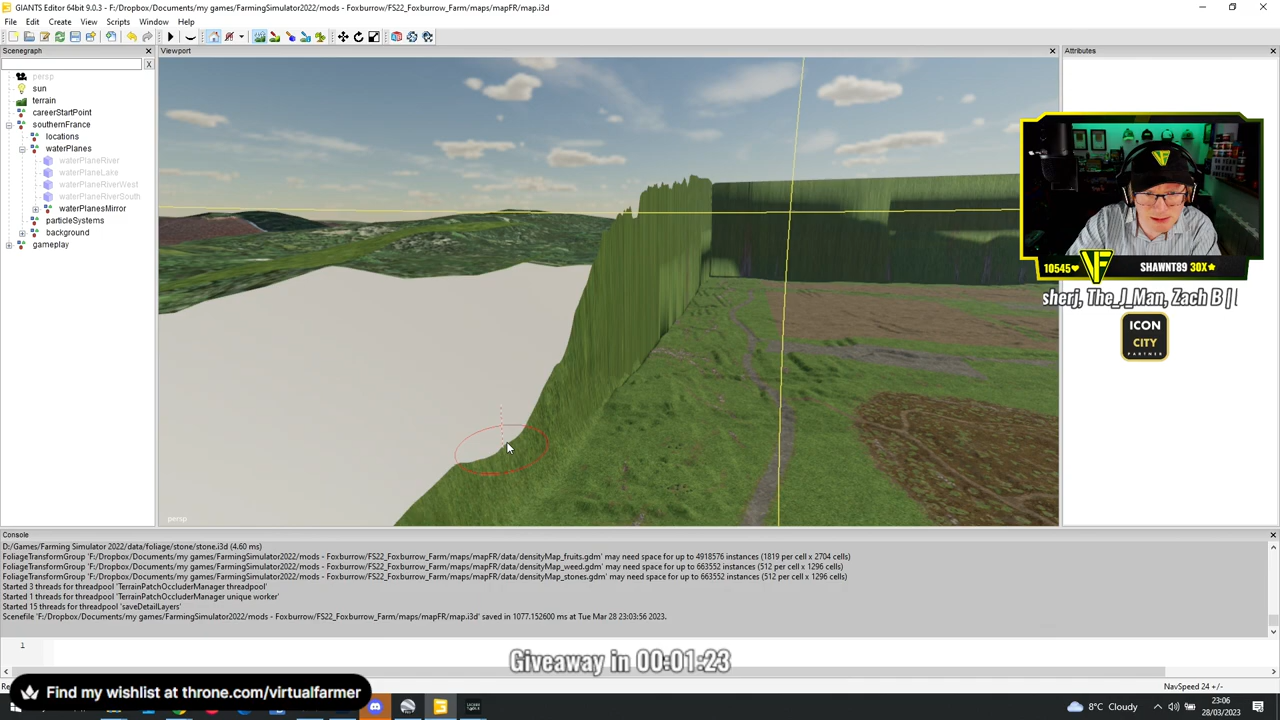 GIANTS Editor 64bit 9.0.3 - F:/Dropbox/Documents/my games/FarmingSimulator2022/mods - Foxburrow/FS22_Foxburrow_Farm/maps/mapFR/map.i3d
File Edit Create View Scripts Window Help
Scenegraph
Viewport
Attributes
X
persp
sun
terrain
careerStartPoint
southernFrance
locations
waterPlanes
waterPlaneRiver
waterPlaneLake
waterPlaneRiverWest
waterPlaneRiverSouth
waterPlanesMirror
particleSystems
background
gameplay
10545
SHAWNT89 30X
sherj, The_J_Man, Zach B |
ICON
CITY
PARTNER
persp
Console
D:/Games/Farming Simulator 2022/data/foliage/stone/stone.i3d (4.60 ms)
FoliageTransformGroup 'F:/Dropbox/Documents/my games/FarmingSimulator2022/mods - Foxburrow/FS22_Foxburrow_Farm/maps/mapFR/data/densityMap_fruits.gdm' may need space for up to 4918576 instances (1819 per cell x 2704 cells)
FoliageTransformGroup 'F:/Dropbox/Documents/my games/FarmingSimulator2022/mods - Foxburrow/FS22_Foxburrow_Farm/maps/mapFR/data/densityMap_weed.gdm' may need space for up to 663552 instances (512 per cell x 1296 cells)
FoliageTransformGroup 'F:/Dropbox/Documents/my games/FarmingSimulator2022/mods - Foxburrow/FS22_Foxburrow_Farm/maps/mapFR/data/densityMap_stones.gdm' may need space for up to 663552 instances (512 per cell x 1296 cells)
Started 3 threads for threadpool 'TerrainPatchOccluderManager threadpool'
Started 1 threads for threadpool 'TerrainPatchOccluderManager unique worker'
Started 15 threads for threadpool 'saveDetailLayers'
Scenefile 'F:/Dropbox/Documents/my games/FarmingSimulator2022/mods - Foxburrow/FS22_Foxburrow_Farm/maps/mapFR/map.i3d' saved in 1077.152600 ms at Tue Mar 28 23:03:56 2023.
1
Giveaway in 00:01:23
NavSpeed 24 +/-
Find my wishlist at throne.com/virtualfarmer
8°C Cloudy
23:06
28/03/2023